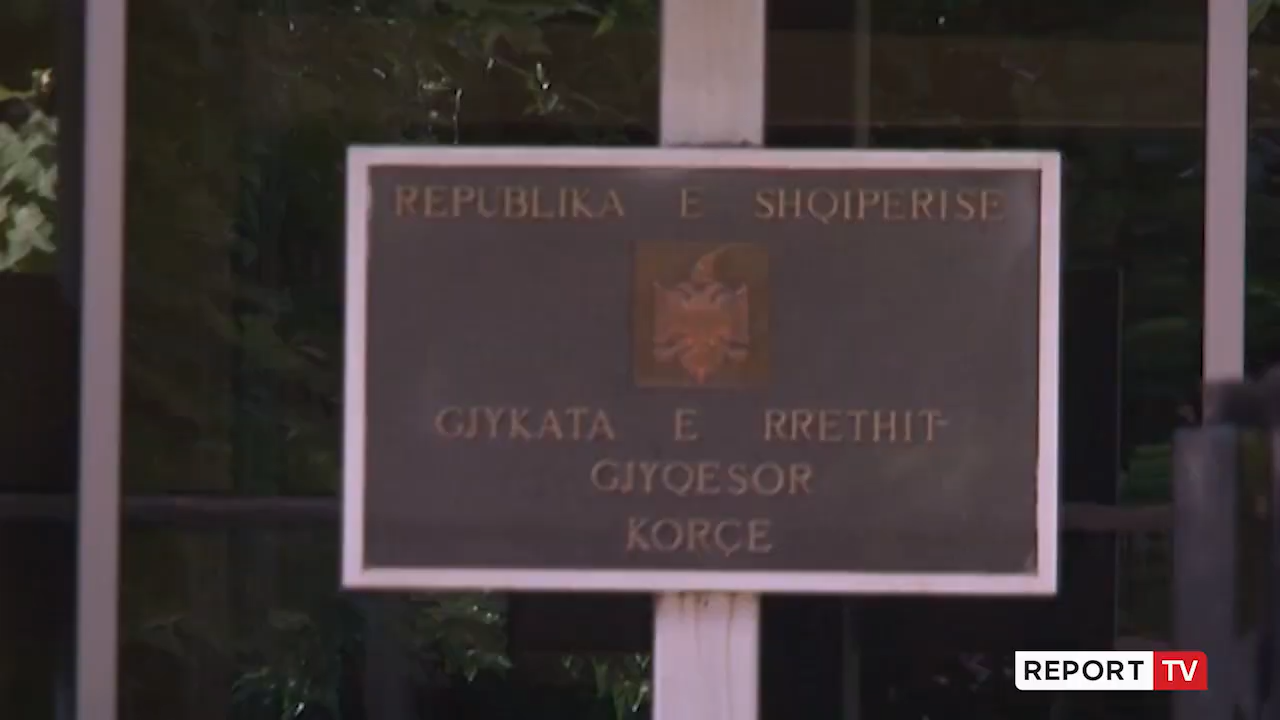 REPUBLIKA E SHQIPERISE
GJYKATA E RRETHIT-
GJYQESOR
KORÇE
REPORT TV